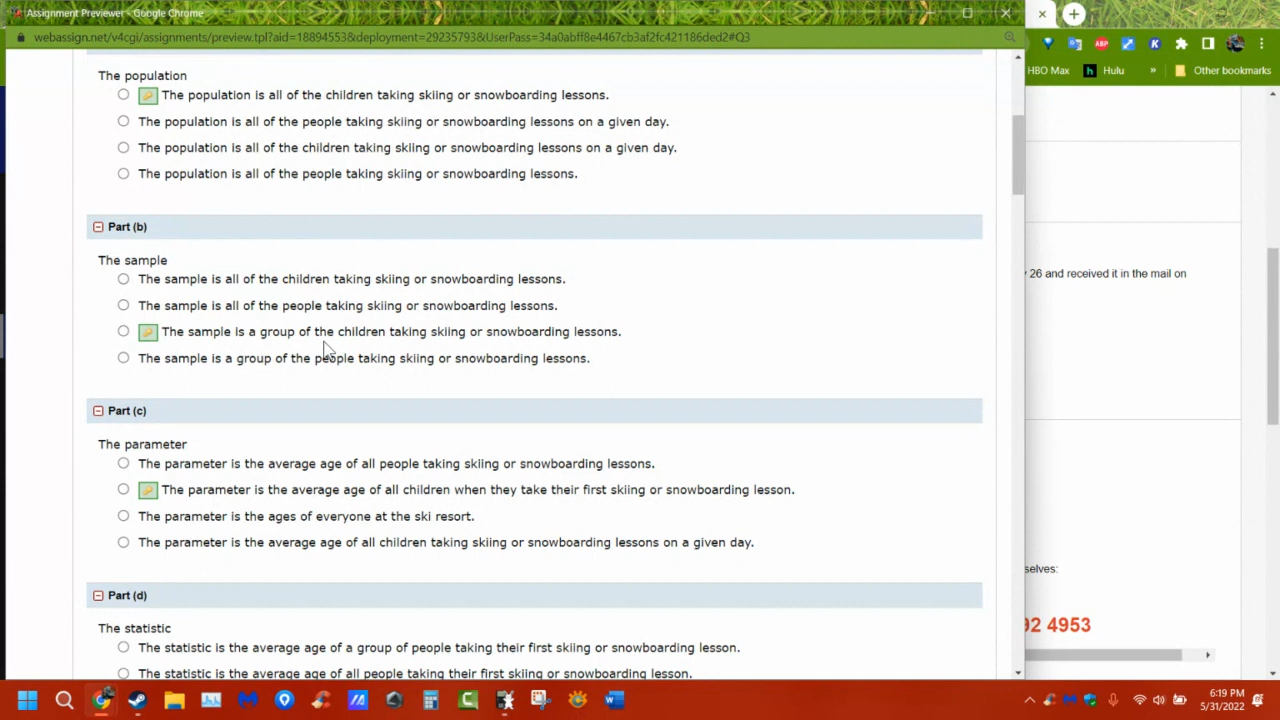 Assignment Previewer - Google Chrome
webassign.net/v4cgi/assignments/preview.tpl?aid=18894553&deployment=29235793&UserPass=34a0abff8e4467cb3af2fc421186ded2#Q3
HBO Max Hulu » Other bookmarks
The population
The population is all of the children taking skiing or snowboarding lessons.
The population is all of the people taking skiing or snowboarding lessons on a given day.
The population is all of the children taking skiing or snowboarding lessons on a given day.
The population is all of the people taking skiing or snowboarding lessons.
Part (b)
The sample
The sample is all of the children taking skiing or snowboarding lessons.
26 and received it in the mail on
The sample is all of the people taking skiing or snowboarding lessons.
The sample is a group of the children taking skiing or snowboarding lessons.
The sample is a group of the people taking skiing or snowboarding lessons.
Part (c)
The parameter
The parameter is the average age of all people taking skiing or snowboarding lessons.
The parameter is the average age of all children when they take their first skiing or snowboarding lesson.
The parameter is the ages of everyone at the ski resort.
The parameter is the average age of all children taking skiing or snowboarding lessons on a given day.
selves:
Part (d)
The statistic
92 4953
The statistic is the average age of a group of people taking their first skiing or snowboarding lesson.
The statistic is the average age of all people taking their first skiing or snowboarding lesson.
6:19 PM
5/31/2022